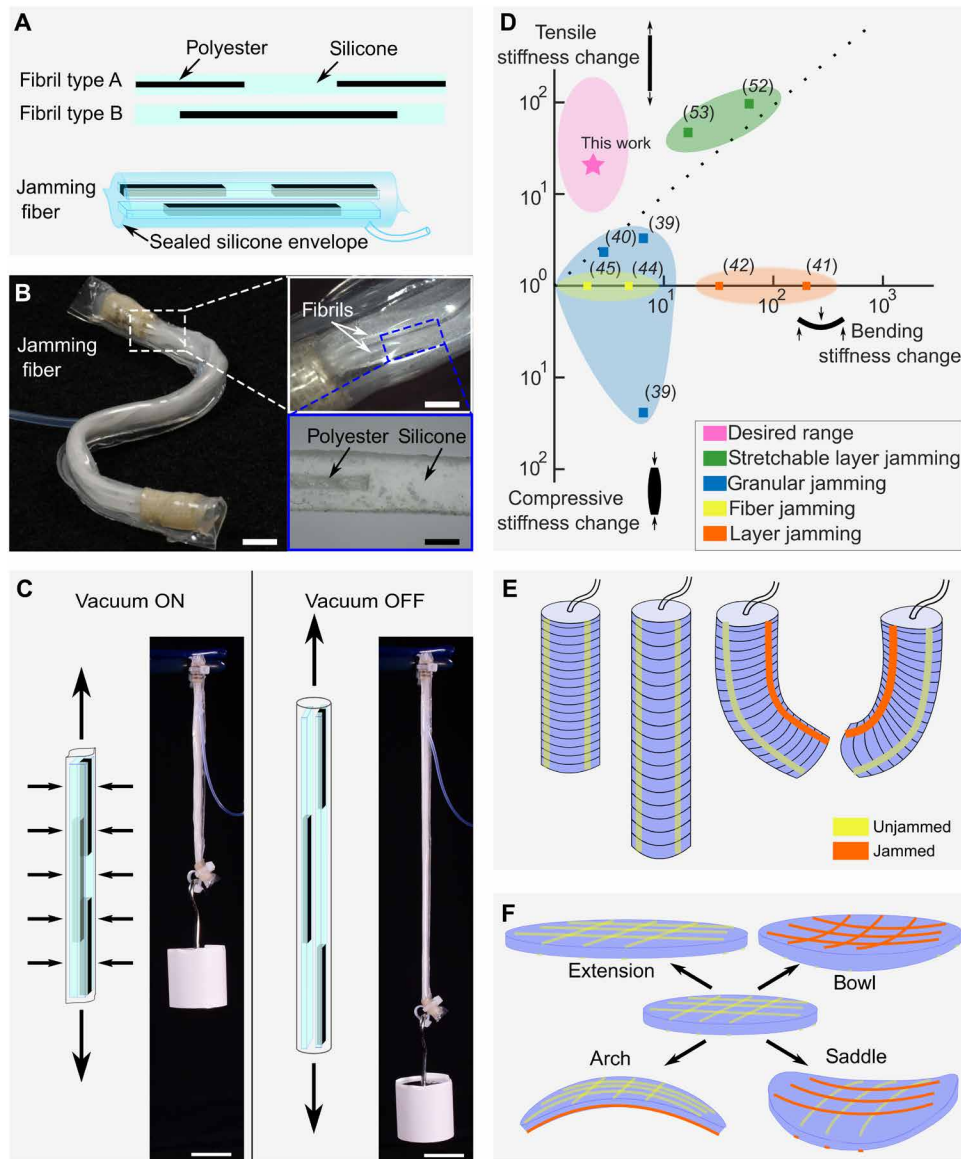 A
Polyester
Silicone
Fibril type A
Fibril type B
Jamming
fiber
Sealed silicone envelope
B
Jamming
fiber
Fibrils
Polyester
Silicone
C
Vacuum ON
Vacuum OFF
D
Tensile
stiffness change
10²
(53)
(52)
This work
10¹
(40)
(39)
(45)
(44)
(42)
(41)
10⁰
10¹
10²
10³
Bending
stiffness change
10¹
(39)
10²
Compressive
stiffness change
Desired range
Stretchable layer jamming
Granular jamming
Fiber jamming
Layer jamming
E
Unjammed
Jammed
F
Extension
Bowl
Arch
Saddle